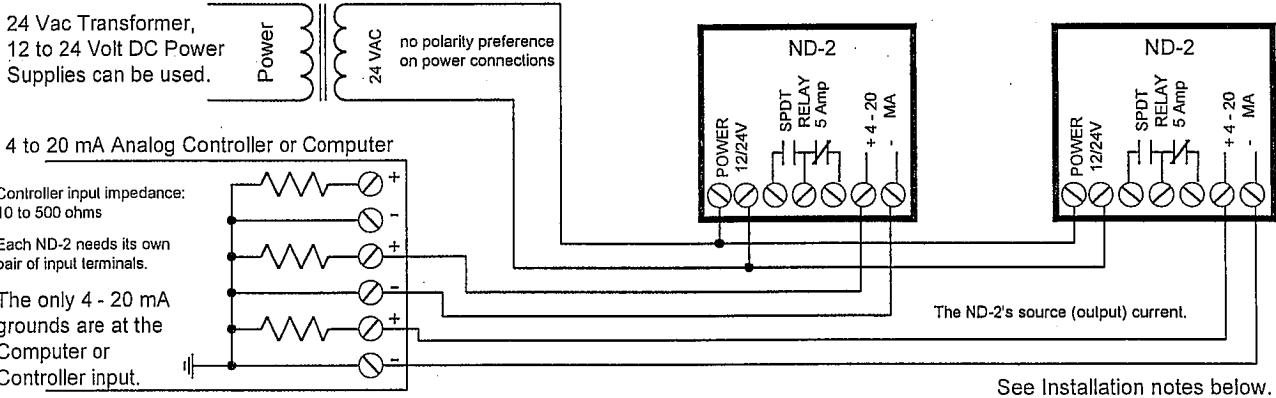 24 Vac Transformer,
12 to 24 Volt DC Power
Supplies can be used.
Power
24 VAC
no polarity preference
on power connections
4 to 20 mA Analog Controller or Computer
Controller input impedance:
10 to 500 ohms
Each ND-2 needs its own
pair of input terminals.
The only 4 - 20 mA
grounds are at the
Computer or
Controller input.
+
-
+
-
+
-
ND-2
POWER
12/24V
SPDT
RELAY
5 Amp
+ 4 - 20
- MA
ND-2
POWER
12/24V
SPDT
RELAY
5 Amp
+ 4 - 20
- MA
The ND-2's source (output) current.
See Installation notes below.